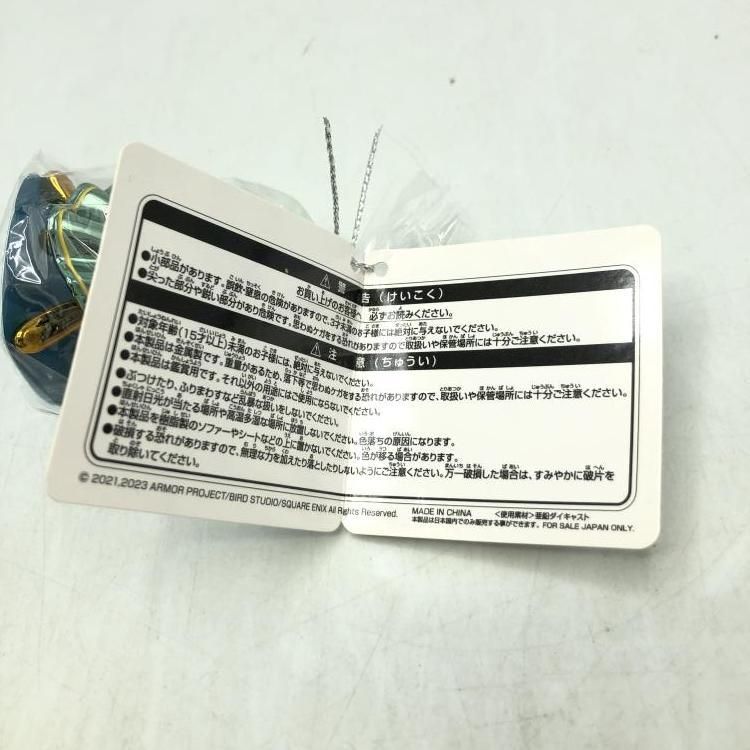 ⚠警告(けいこく)
お買い上げのお客様へ 必ずお読みください。
●小部品があります。誤飲・窒息の危険がありますので、3才未満のお子様には絶対に与えないでください。
●尖った部分や鋭い部分があり危険です。思わぬケガをする恐れがありますので取扱いや保管場所には十分ご注意ください。
⚠注意(ちゅうい)
●対象年齢(15才以上)未満のお子様には、絶対に与えないでください。
●本製品は金属製です。重量があるため、落下等で思わぬケガをする恐れがありますので、取扱いや保管場所には十分ご注意ください。
●本製品は鑑賞用です。それ以外の用途にはご使用にならないでください。
●ぶつけたり、ふりまわすなど乱暴な扱いをしないでください。
●直射日光が当たる場所や高温多湿な場所に放置しないでください。色落ちの原因になります。
●本製品を樹脂製のソファーやシートなどの上に置かないでください。色が移る場合があります。
●破損する恐れがありますので、無理な力を加えたり落としたりしないようにご注意ください。万一破損した場合は、すみやかに破片を
取り除いてください。
© 2021,2023 ARMOR PROJECT/BIRD STUDIO/SQUARE ENIX All Rights Reserved.
MADE IN CHINA <使用素材>亜鉛ダイキャスト
本製品は日本国内でのみ販売する事ができます。 FOR SALE JAPAN ONLY.